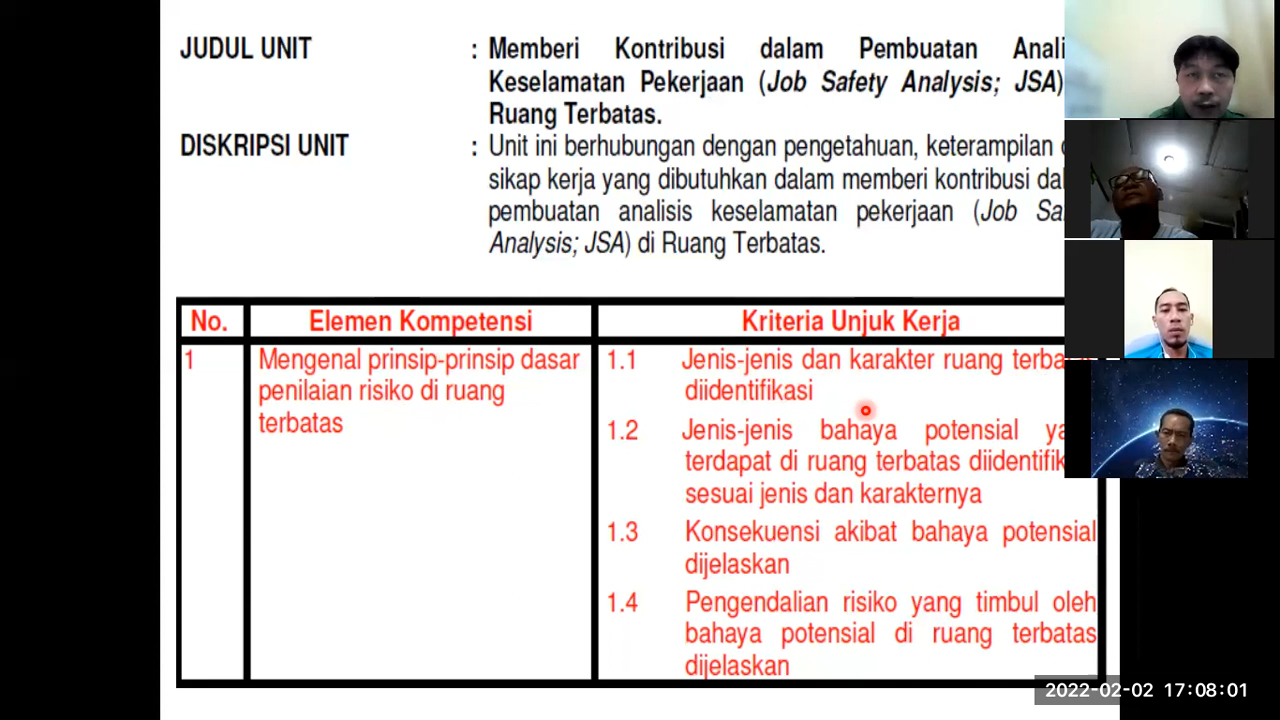 JUDUL UNIT : Memberi Kontribusi dalam Pembuatan
Keselamatan Pekerjaan (Job Safety Analysis; JSA)
Ruang Terbatas.
DISKRIPSI UNIT : Unit ini berhubungan dengan pengetahuan, keterampilan
sikap kerja yang dibutuhkan dalam memberi kontribusi
pembuatan analisis keselamatan pekerjaan (Job
Analysis; JSA) di Ruang Terbatas.
No. Elemen Kompetensi Kriteria Unjuk Kerja
1 Mengenal prinsip-prinsip dasar
penilaian risiko di ruang
terbatas
1.1 Jenis-jenis dan karakter ruang
diidentifikasi
1.2 Jenis-jenis bahaya potensial
terdapat di ruang terbatas
sesuai jenis dan karakternya
1.3 Konsekuensi akibat bahaya potensial
dijelaskan
1.4 Pengendalian risiko yang timbul oleh
bahaya potensial di ruang terbatas
dijelaskan
2022-02-02 17:08:01